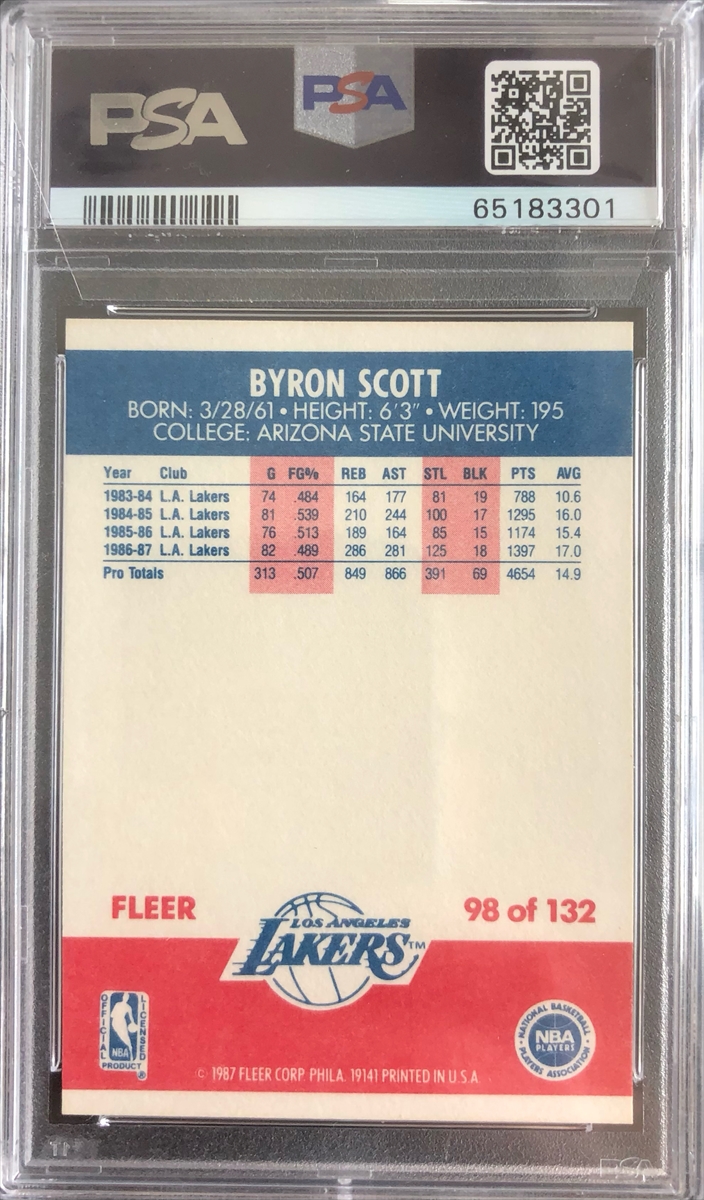 PSA PSA
65183301
BYRON SCOTT
BORN: 3/28/61 • HEIGHT: 6'3" • WEIGHT: 195
COLLEGE: ARIZONA STATE UNIVERSITY
Year Club G FG% REB AST STL BLK PTS AVG
1983-84 L.A. Lakers 74 .484 164 177 81 19 788 10.6
1984-85 L.A. Lakers 81 .539 210 244 100 17 1295 16.0
1985-86 L.A. Lakers 76 .513 189 164 85 15 1174 15.4
1986-87 L.A. Lakers 82 .489 286 281 125 18 1397 17.0
Pro Totals 313 .507 849 866 391 69 4654 14.9
FLEER
98 of 132
LOS ANGELES
LAKERS™
OFFICIAL LICENSED
NBA
PRODUCT ®
• NATIONAL BASKETBALL •
NBA
PLAYERS
PLAYERS ASSOCIATION
© 1987 FLEER CORP. PHILA. 19141 PRINTED IN U.S.A.
PSA